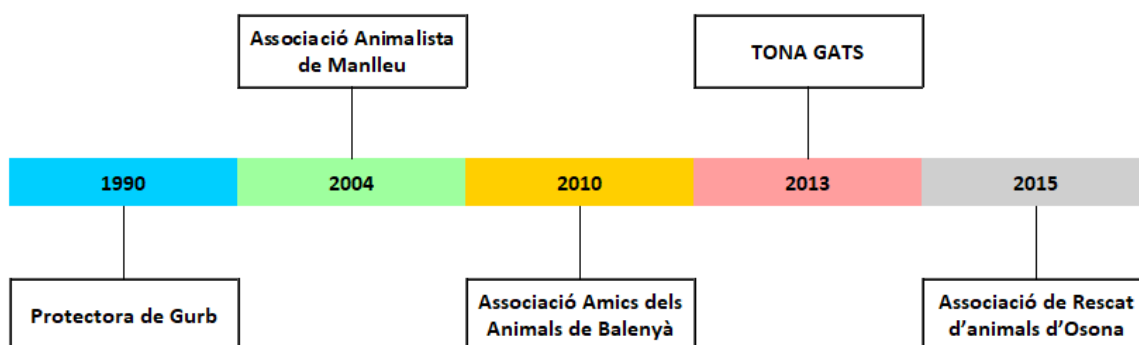 Associació Animalista
de Manlleu
TONA GATS
1990
2004
2010
2013
2015
Protectora de Gurb
Associació Amics dels
Animals de Balenyà
Associació de Rescat
d’animals d’Osona